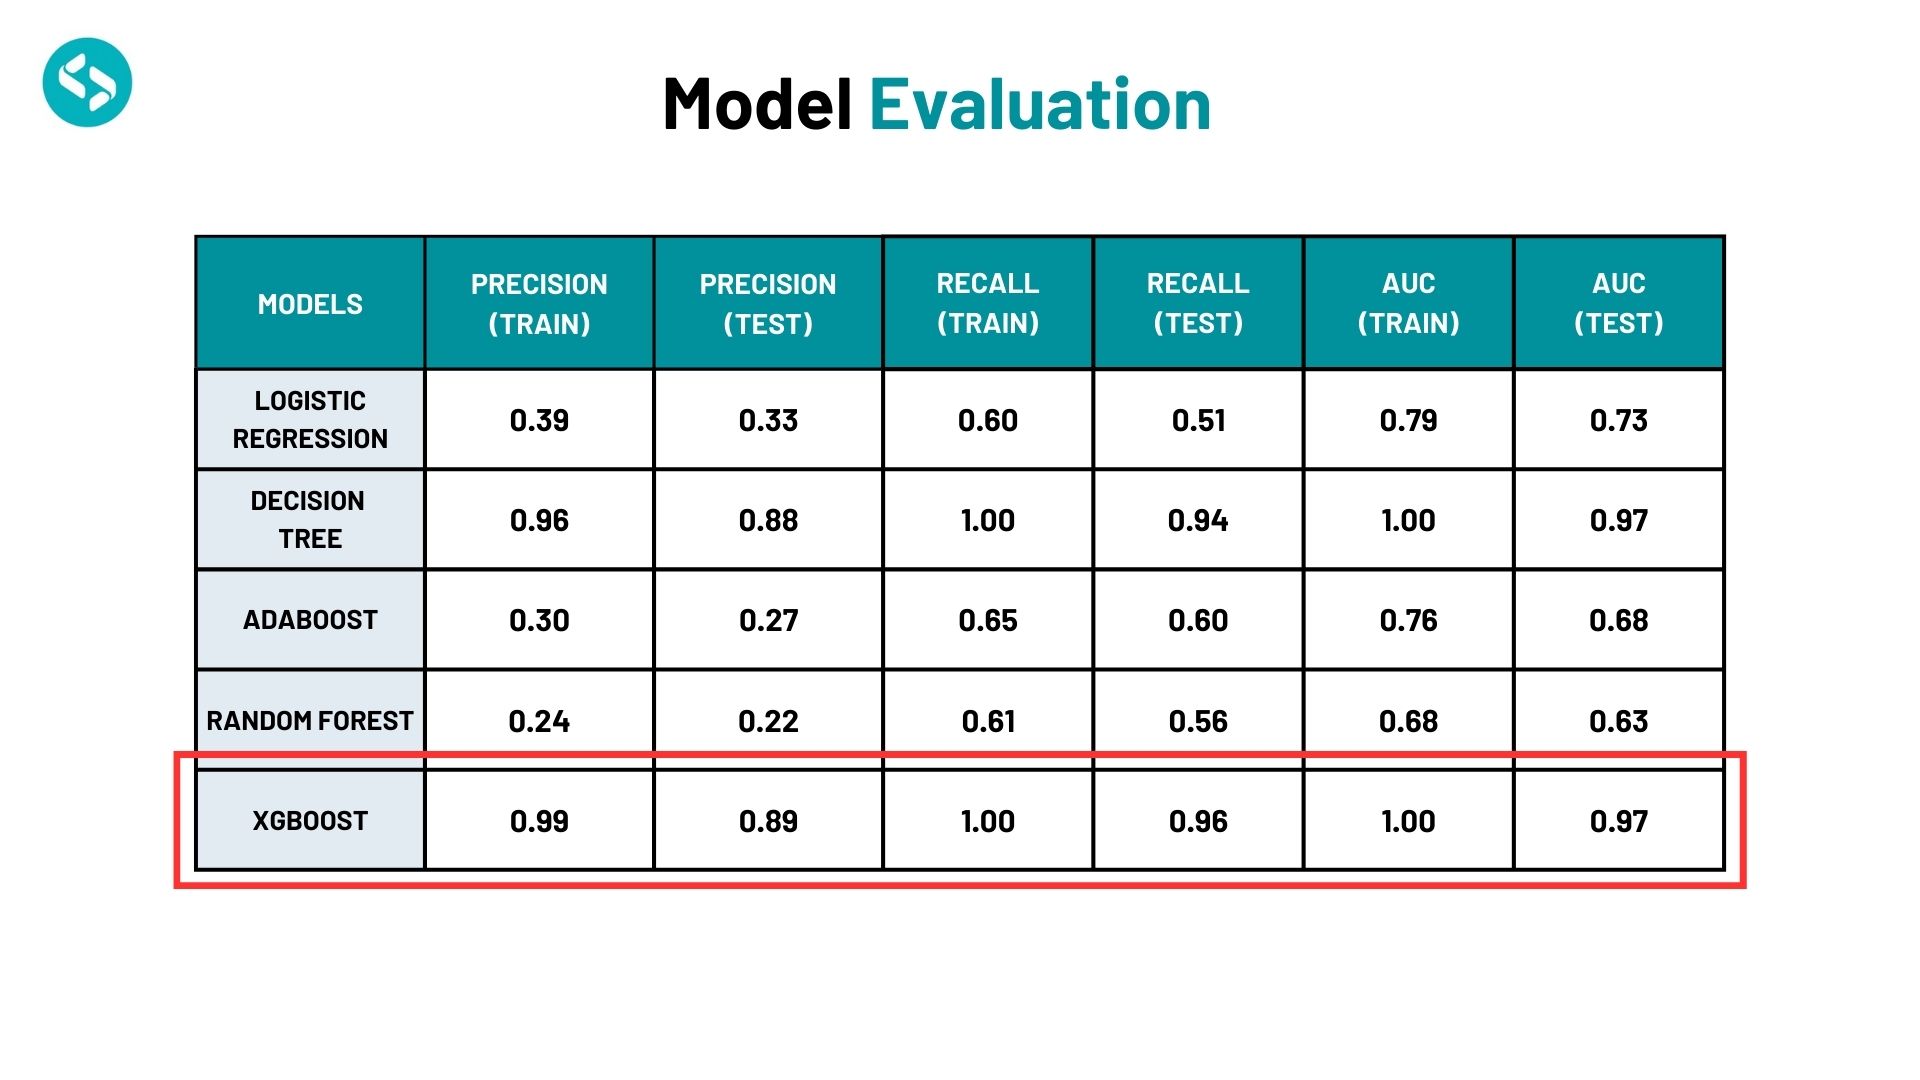 Model Evaluation
MODELS
PRECISION
(TRAIN)
PRECISION
(TEST)
RECALL
(TRAIN)
RECALL
(TEST)
AUC
(TRAIN)
AUC
(TEST)
LOGISTIC
REGRESSION
0.39
0.33
0.60
0.51
0.79
0.73
DECISION
TREE
0.96
0.88
1.00
0.94
1.00
0.97
ADABOOST
0.30
0.27
0.65
0.60
0.76
0.68
RANDOM FOREST
0.24
0.22
0.61
0.56
0.68
0.63
XGBOOST
0.99
0.89
1.00
0.96
1.00
0.97